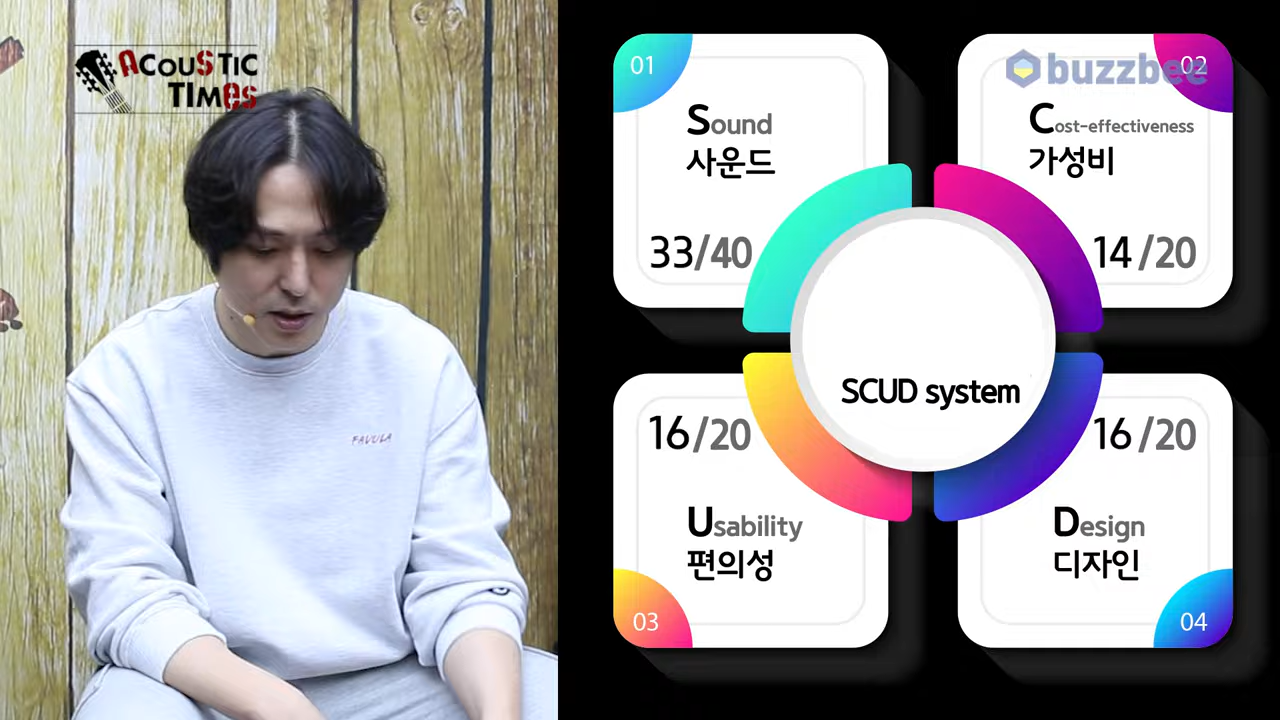 ACOUSTIC
TIMES
FAVULA
01
Sound
사운드
33/40
buzzbee
02
Cost-effectiveness
가성비
14/20
SCUD system
16/20
Usability
편의성
03
16/20
Design
디자인
04